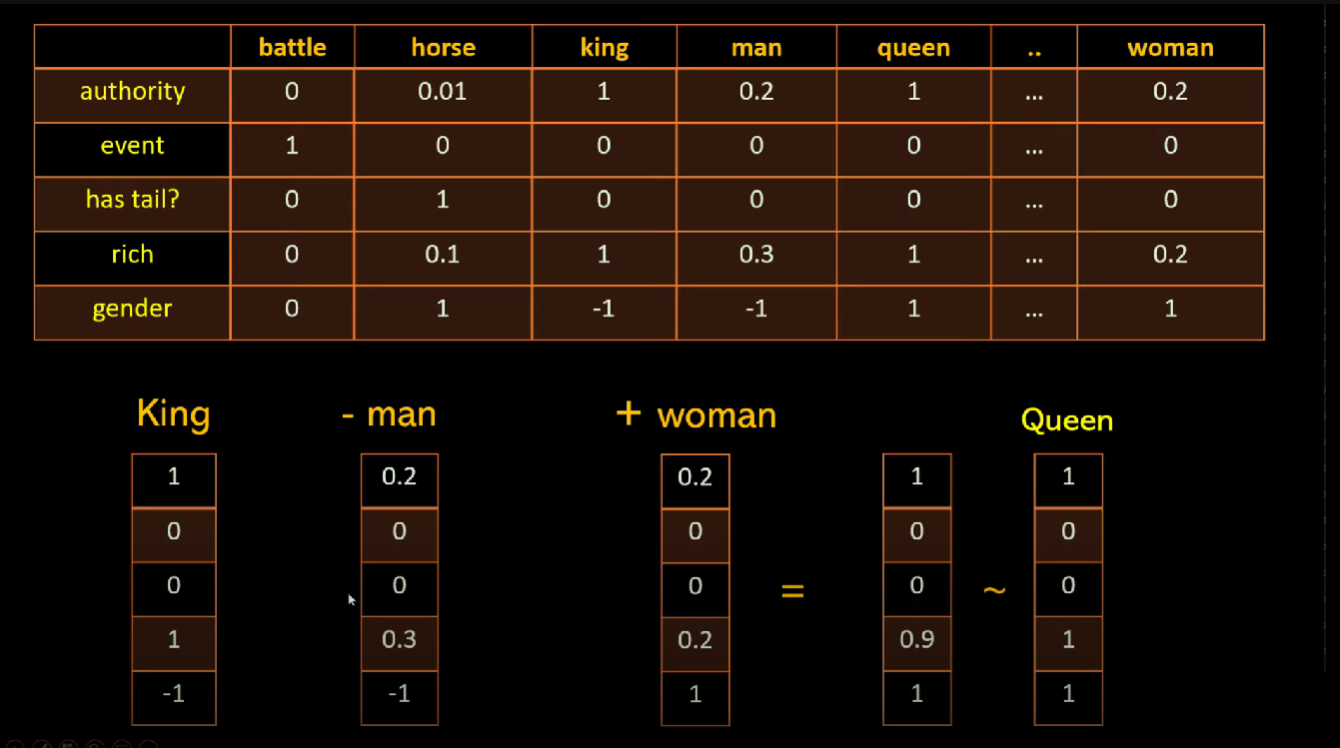 battle horse king man queen .. woman
authority 0 0.01 1 0.2 1 ... 0.2
event 1 0 0 0 0 ... 0
has tail? 0 1 0 0 0 ... 0
rich 0 0.1 1 0.3 1 ... 0.2
gender 0 1 -1 -1 1 ... 1
King - man + woman Queen
1 0.2 0.2 1 1
0 0 0 0 0
0 0 0 = 0 ~ 0
1 0.3 0.2 0.9 1
-1 -1 1 1 1